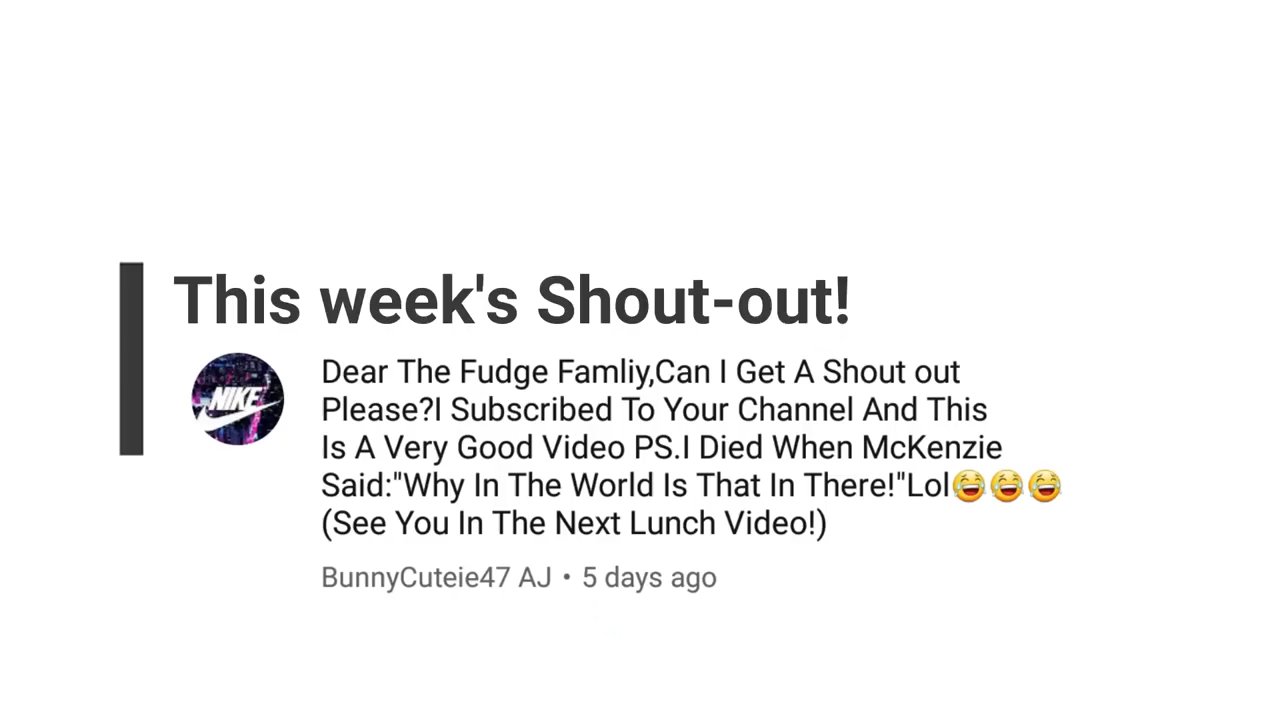 This week's Shout-out!
NIKE
Dear The Fudge Famliy,Can I Get A Shout out
Please?I Subscribed To Your Channel And This
Is A Very Good Video PS.I Died When McKenzie
Said:"Why In The World Is That In There!"Lol😂😂😂
(See You In The Next Lunch Video!)
BunnyCuteie47 AJ • 5 days ago